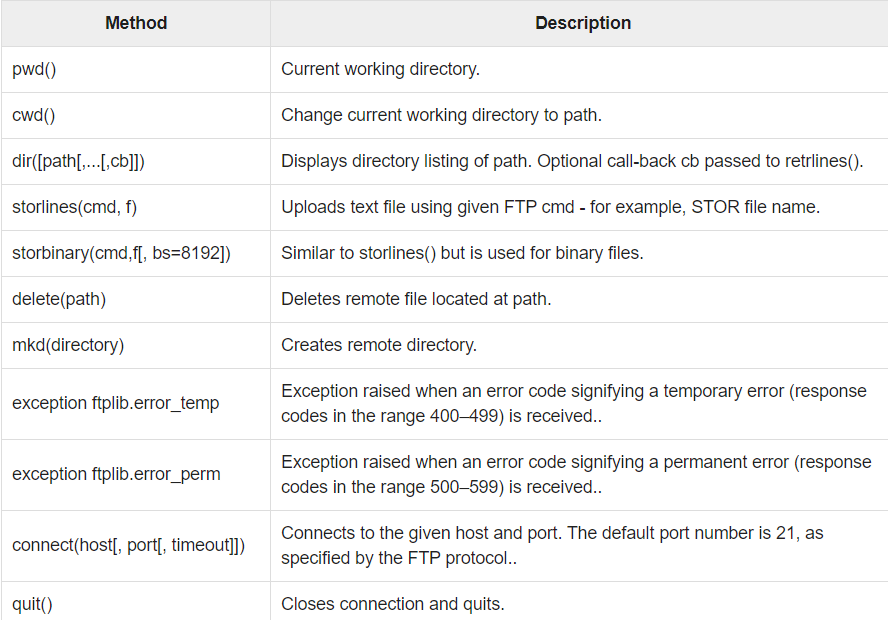 Method Description
pwd() Current working directory.
cwd() Change current working directory to path.
dir([path[,...[,cb]]) Displays directory listing of path. Optional call-back cb passed to retrlines().
storlines(cmd, f) Uploads text file using given FTP cmd - for example, STOR file name.
storbinary(cmd,f[, bs=8192]) Similar to storlines() but is used for binary files.
delete(path) Deletes remote file located at path.
mkd(directory) Creates remote directory.
exception ftplib.error_temp Exception raised when an error code signifying a temporary error (response
codes in the range 400–499) is received..
exception ftplib.error_perm Exception raised when an error code signifying a permanent error (response
codes in the range 500–599) is received..
connect(host[, port[, timeout]]) Connects to the given host and port. The default port number is 21, as
specified by the FTP protocol..
quit() Closes connection and quits.